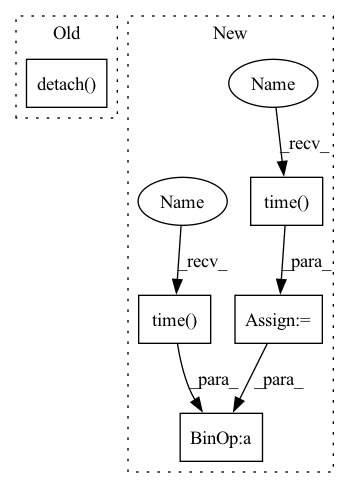 Old
New
detach()
Name
_recv_
Name
time()
_recv_
_para_
time()
Assign:=
_para_
_para_
BinOp:a